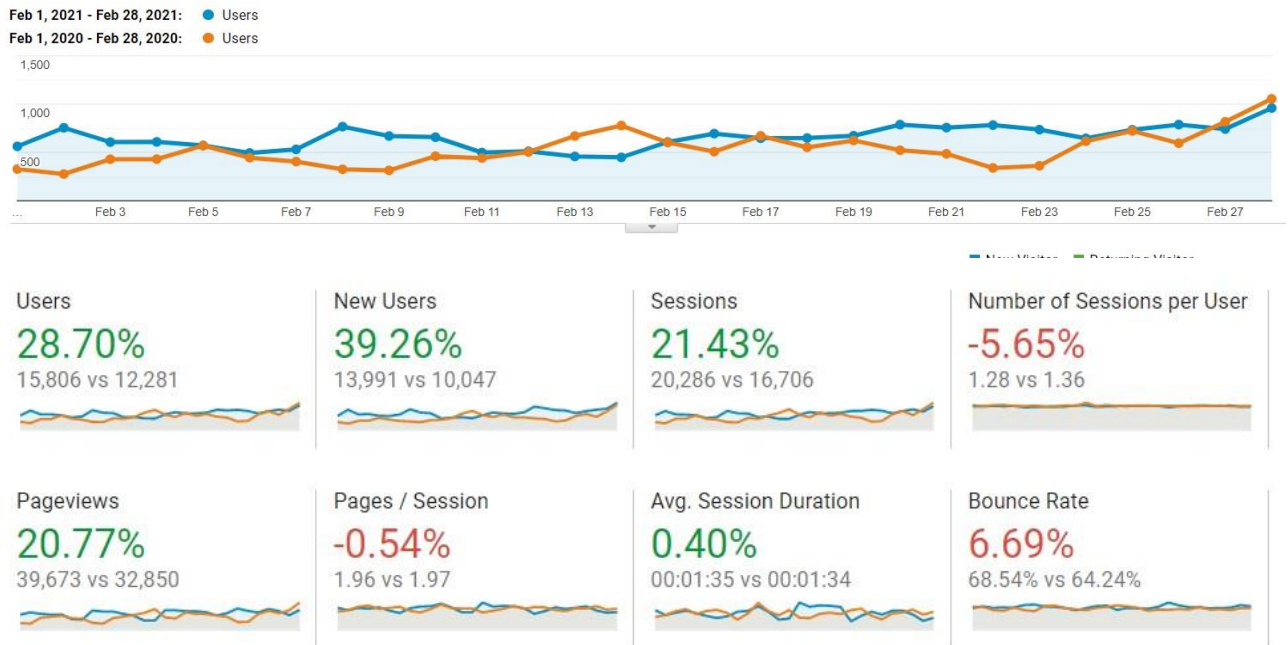 Feb 1, 2021 - Feb 28, 2021: Users
Feb 1, 2020 - Feb 28, 2020: Users
1,500
1,000
500
... Feb 3 Feb 5 Feb 7 Feb 9 Feb 11 Feb 13 Feb 15 Feb 17 Feb 19 Feb 21 Feb 23 Feb 25 Feb 27
New Visitor Returning Visitor
Users New Users Sessions Number of Sessions per User
28.70% 39.26% 21.43% -5.65%
15,806 vs 12,281 13,991 vs 10,047 20,286 vs 16,706 1.28 vs 1.36
Pageviews Pages / Session Avg. Session Duration Bounce Rate
20.77% -0.54% 0.40% 6.69%
39,673 vs 32,850 1.96 vs 1.97 00:01:35 vs 00:01:34 68.54% vs 64.24%